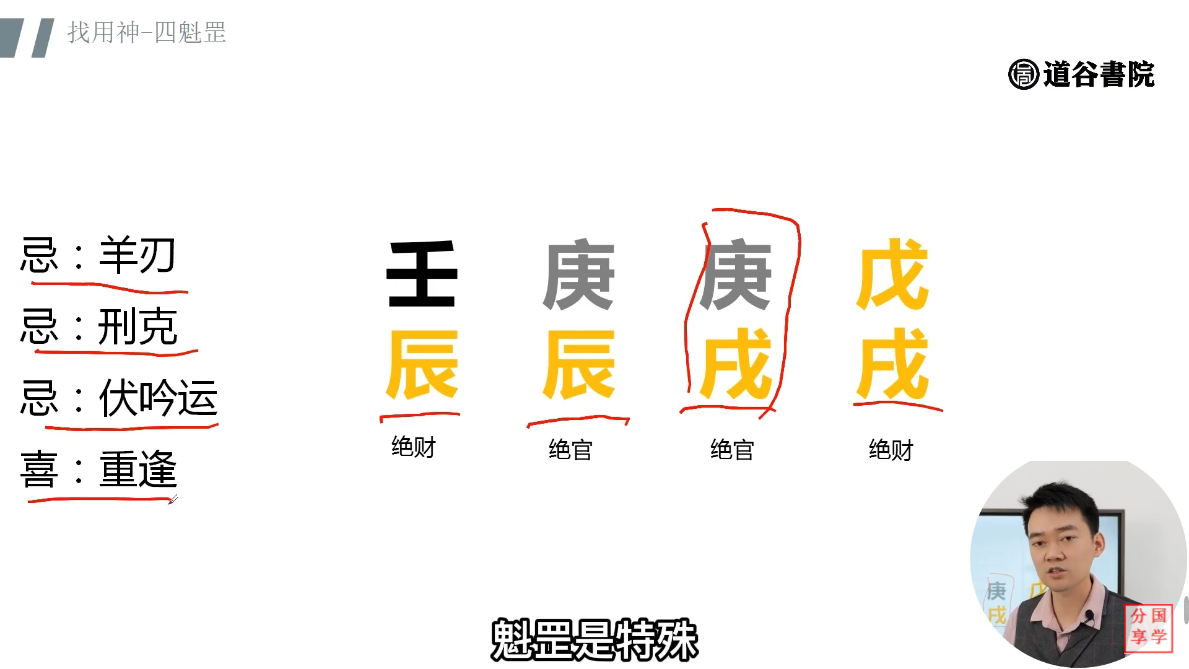 找用神-四魁罡
道谷書院
忌：羊刃
忌：刑克
忌：伏吟运
喜：重逢
壬 庚 庚 戊
辰 辰 戌 戌
绝财 绝官 绝官 绝财
庚
戌
分国
享学
魁罡是特殊